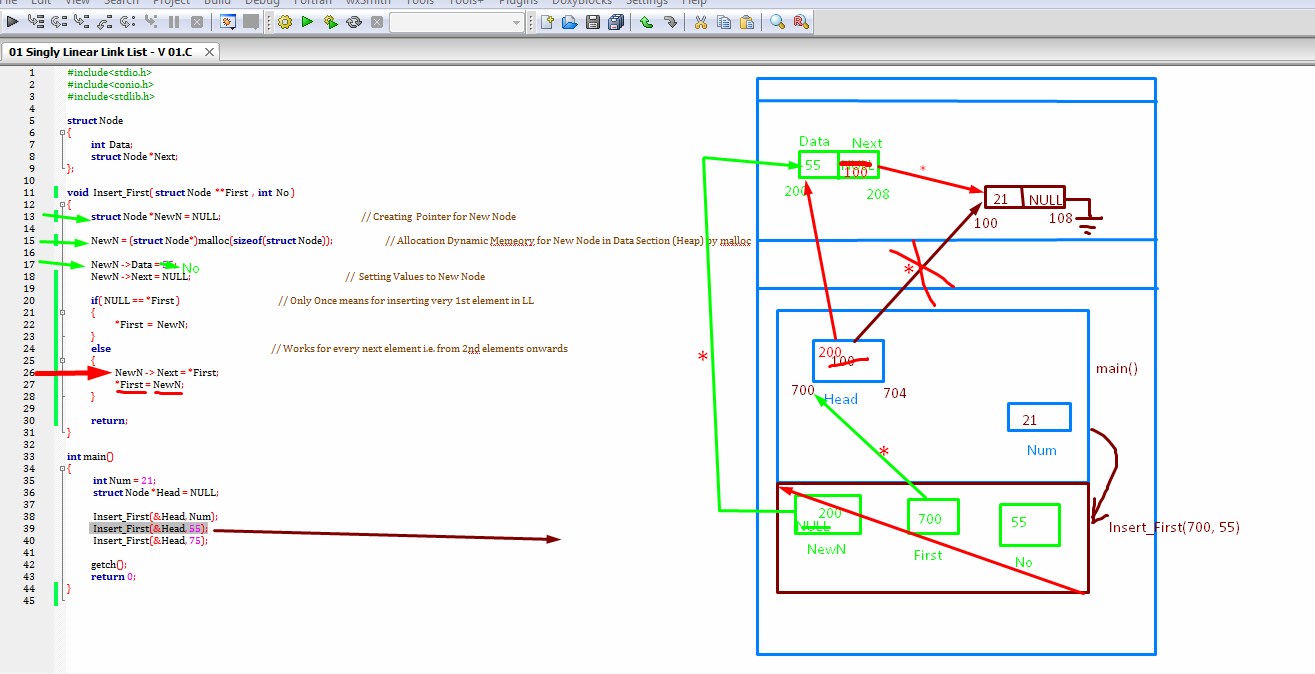 File Edit View Search Project Build Debug Fortran wxSmith Tools Tools+ Plugins DoxyBlocks Settings Help
01 Singly Linear Link List - V 01.C
1 #include<stdio.h>
2 #include<conio.h>
3 #include<stdlib.h>
4
5 struct Node
6 {
7 int Data;
8 struct Node *Next;
9 };
10
11 void Insert_First( struct Node **First , int No )
12 {
13 struct Node *NewN = NULL; // Creating Pointer for New Node
14
15 NewN = (struct Node*)malloc(sizeof(struct Node)); // Allocation Dynamic Memeory for New Node in Data Section (Heap) by malloc
16
17 NewN ->Data = No
18 NewN ->Next = NULL; // Setting Values to New Node
19
20 if( NULL == *First ) // Only Once means for inserting very 1st element in LL
21 {
22 *First = NewN;
23 }
24 else // Works for every next element i.e. from 2nd elements onwards
25 {
26 NewN -> Next = *First;
27 *First = NewN;
28 }
29
30 return;
31 }
32
33 int main()
34 {
35 int Num = 21;
36 struct Node *Head = NULL;
37
38 Insert_First(&Head, Num);
39 Insert_First(&Head, 55);
40 Insert_First(&Head, 75);
41
42 getch();
43 return 0;
44 }
45
Data Next
55 100
200 208
*
21 NULL
100 108
*
*
200
100
700 704
Head
main()
21
Num
*
200
NULL
NewN
700
First
55
No
Insert_First(700, 55)